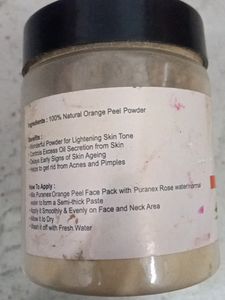 Ingredients : 100% Natural Orange Peel Powder
Benefits :
Wonderful Powder for Lightening Skin Tone
Controls Excess Oil Secretion from Skin
Delays Early Signs of Skin Ageing
Helps to get rid from Acnes and Pimples
How To Apply :
Mix Puranex Orange Peel Face Pack with Puranex Rose water/normal
water to form a Semi-thick Paste
Apply it Smoothly & Evenly on Face and Neck Area
Allow it to Dry
Wash it off with Fresh Water